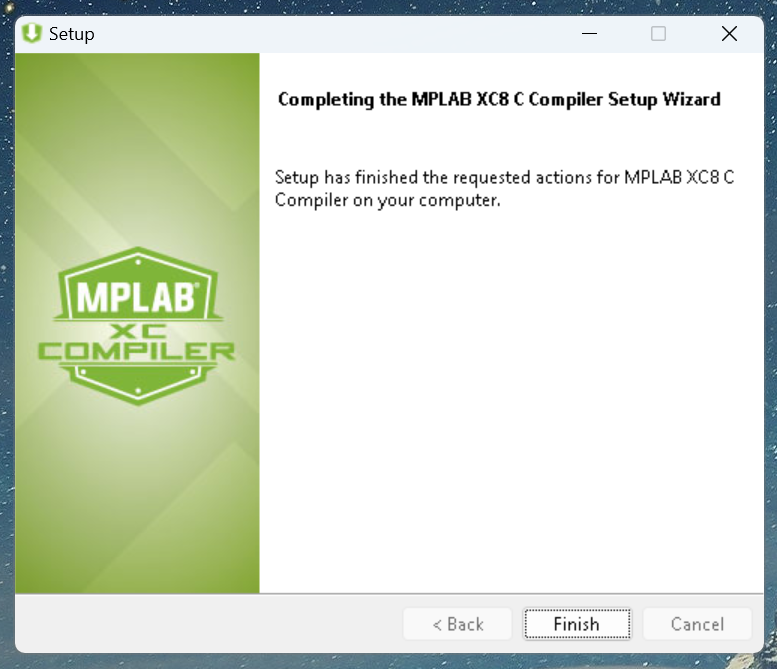 Setup
Completing the MPLAB XC8 C Compiler Setup Wizard
Setup has finished the requested actions for MPLAB XC8 C
Compiler on your computer.
MPLAB®
XC
COMPILER
< Back
Finish
Cancel